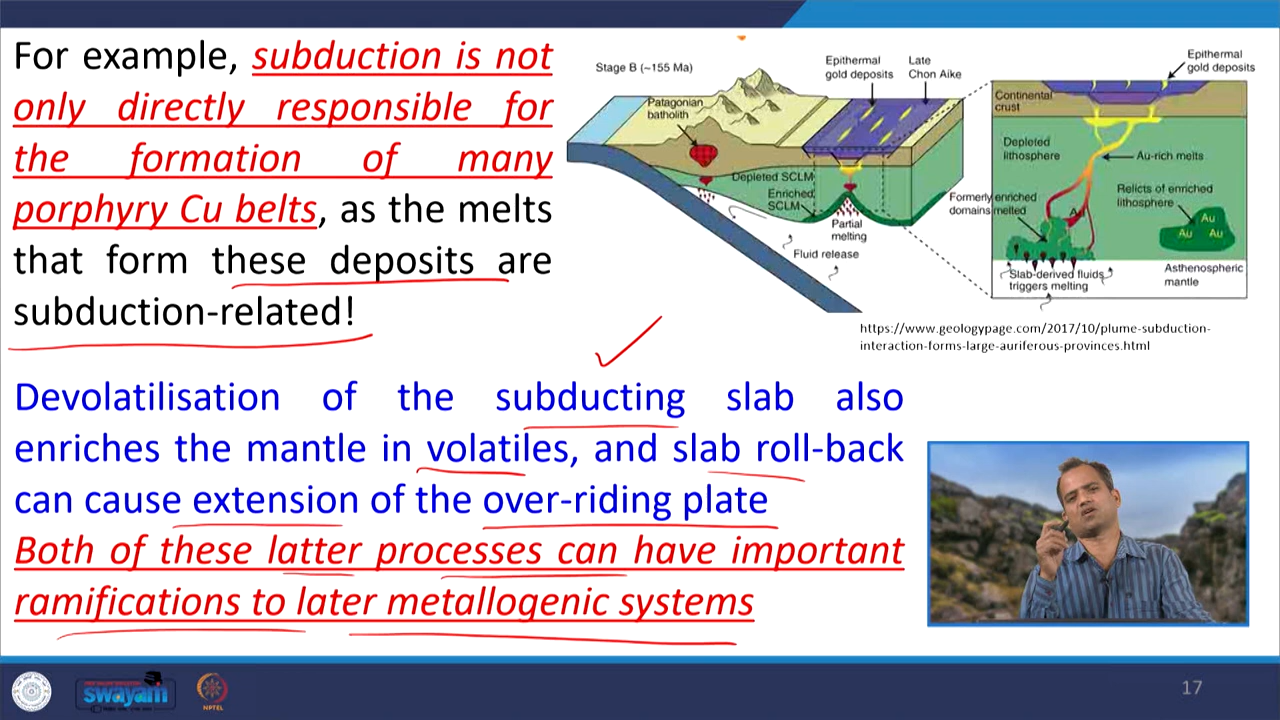 For example, subduction is not
only directly responsible for
the formation of many
porphyry Cu belts, as the melts
that form these deposits are
subduction-related!
Stage B (~155 Ma)
Patagonian
batholith
Epithermal
gold deposits
Late
Chon Aike
Depleted SCLM
Enriched
SCLM
Partial
melting
Fluid release
Epithermal
gold deposits
Continental
crust
Depleted
lithosphere
Au-rich melts
Relicts of enriched
lithosphere
Formerly enriched
domains melted
Au
Au
Au Au
Slab-derived fluids
triggers melting
Asthenospheric
mantle
https://www.geologypage.com/2017/10/plume-subduction-
interaction-forms-large-auriferous-provinces.html
Devolatilisation of the subducting slab also
enriches the mantle in volatiles, and slab roll-back
can cause extension of the over-riding plate
Both of these latter processes can have important
ramifications to later metallogenic systems
swayam
NPTEL
17